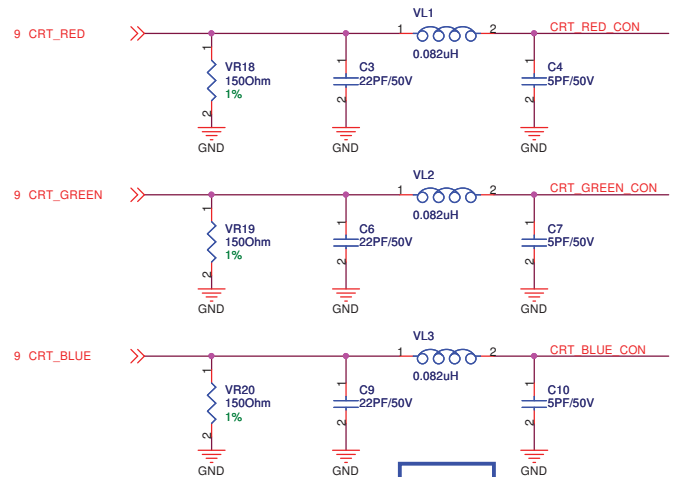 VL1
9 CRT_RED 1 2 CRT_RED_CON
0.082uH
1 VR18 1 C3 1 C4
150Ohm 22PF/50V 5PF/50V
1%
2 2 2
GND GND GND
VL2
9 CRT_GREEN 1 2 CRT_GREEN_CON
0.082uH
1 VR19 1 C6 1 C7
150Ohm 22PF/50V 5PF/50V
1%
2 2 2
GND GND GND
VL3
9 CRT_BLUE 1 2 CRT_BLUE_CON
0.082uH
1 VR20 1 C9 1 C10
150Ohm 22PF/50V 5PF/50V
1%
2 2 2
GND GND GND